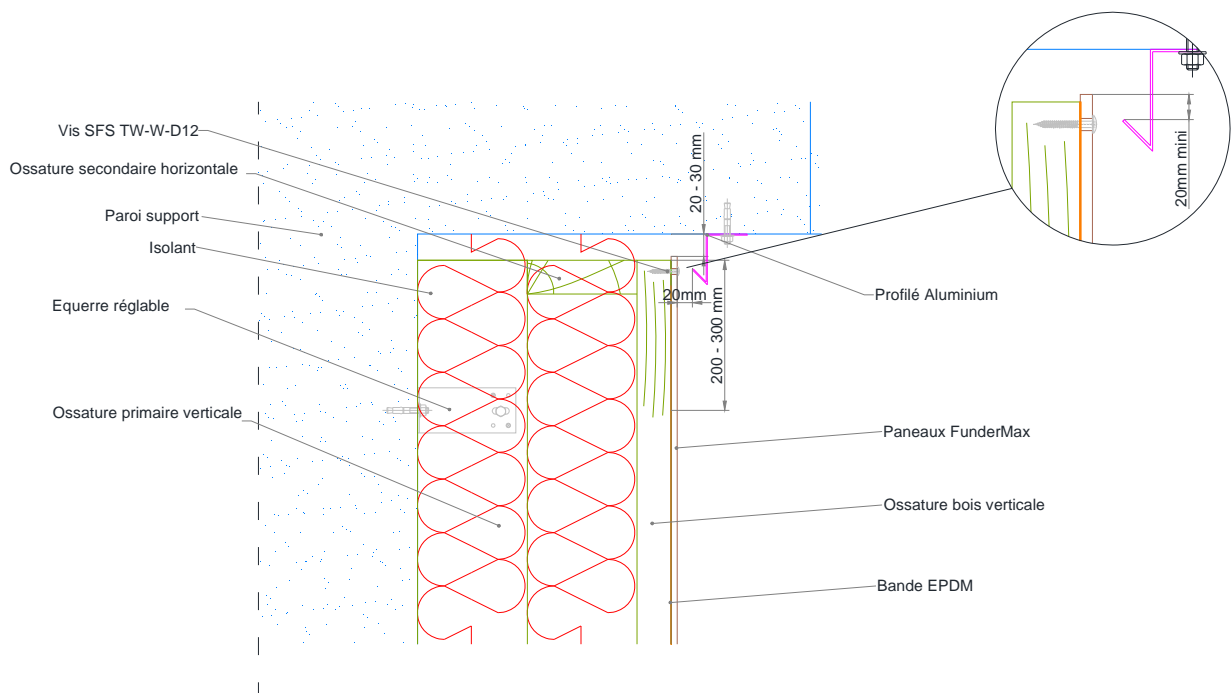 Vis SFS TW-W-D12
Ossature secondaire horizontale
Paroi support
Isolant
Equerre réglable
Ossature primaire verticale
20 - 30 mm
20mm
200 - 300 mm
20mm mini
Profilé Aluminium
Paneaux FunderMax
Ossature bois verticale
Bande EPDM